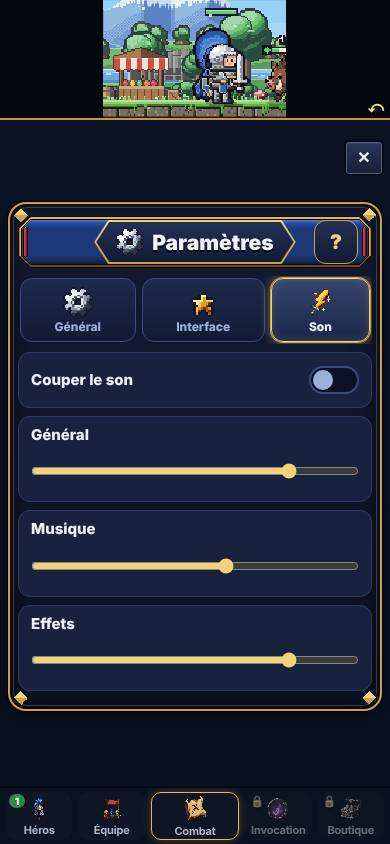 ×
Paramètres
?
Général
Interface
Son
Couper le son
Général
Musique
Effets
1
Héros
Équipe
Combat
Invocation
Boutique